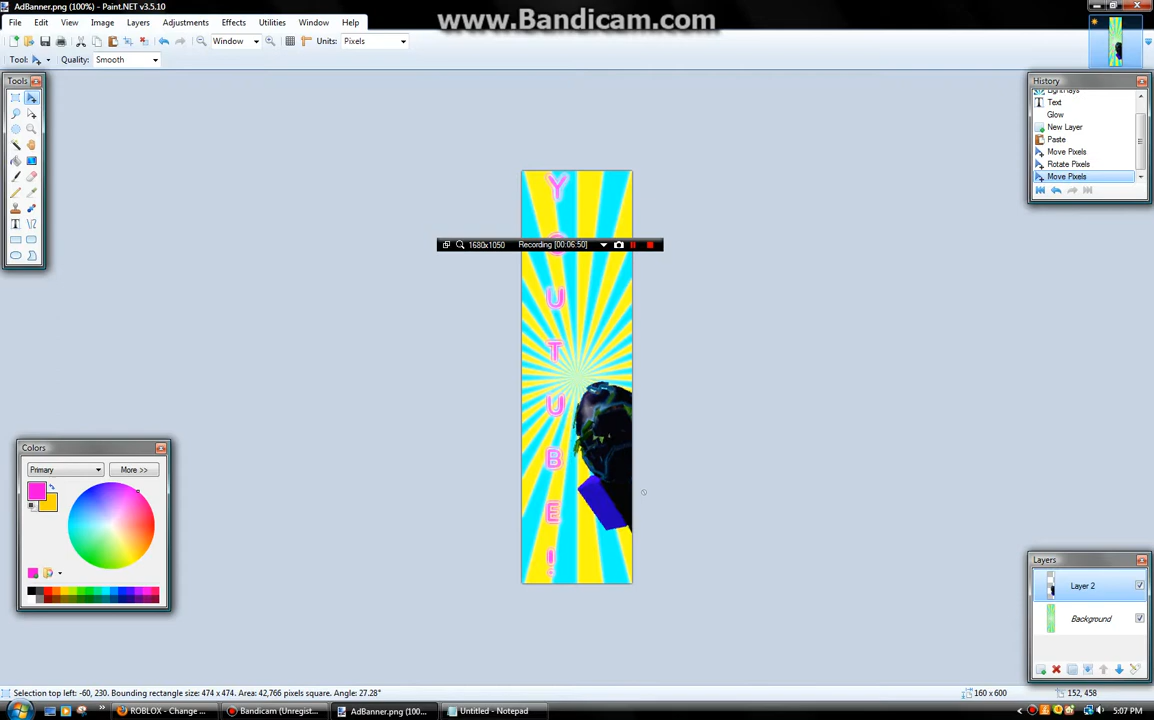 AdBanner.png (100%) - Paint.NET v3.5.10
www.Bandicam.com
File Edit View Image Layers Adjustments Effects Utilities Window Help
Window Units: Pixels
Tool: Quality: Smooth
Tools
History
LightRays
Text
Glow
New Layer
Paste
Move Pixels
Rotate Pixels
Move Pixels
Y
O
U
T
U
B
E
!
1680x1050 Recording [00:06:50]
Colors
Primary More >>
Layers
Layer 2
Background
Selection top left: -60, 230. Bounding rectangle size: 474 x 474. Area: 42,766 pixels square. Angle: 27.28° 160 x 600 152, 458
ROBLOX - Change ... Bandicam (Unregist... AdBanner.png (100... Untitled - Notepad 5:07 PM